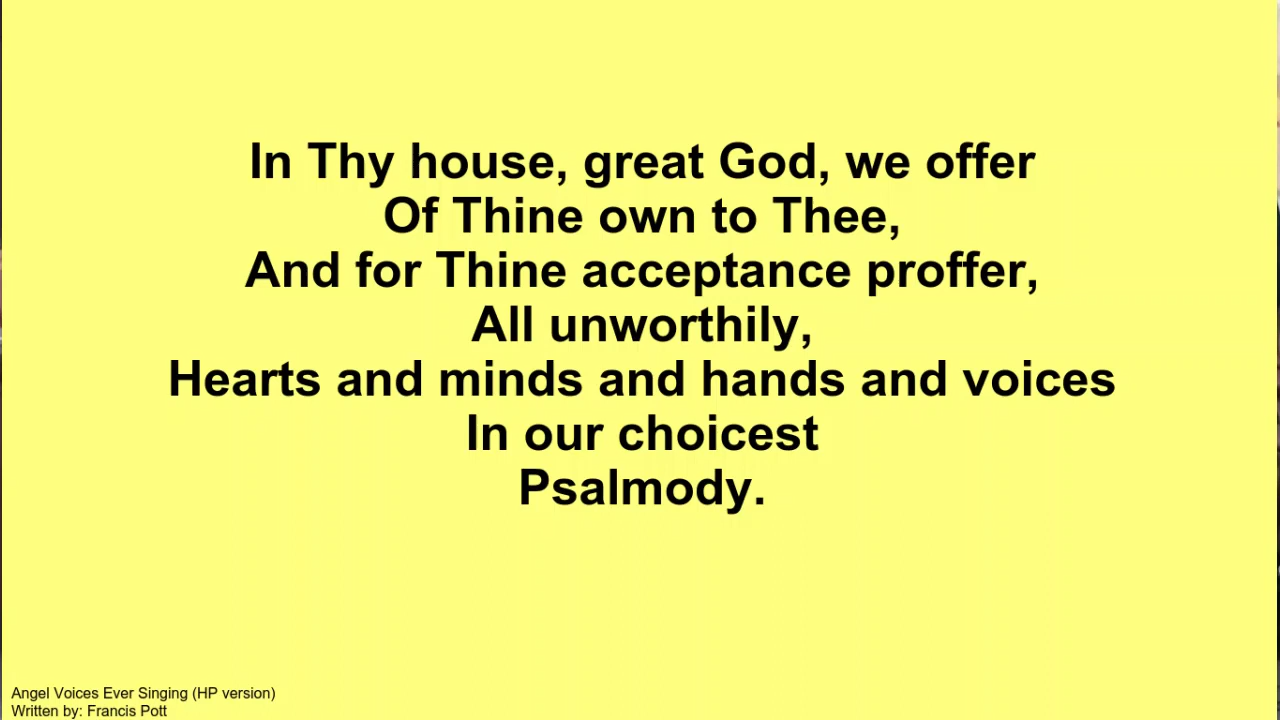 In Thy house, great God, we offer
Of Thine own to Thee,
And for Thine acceptance proffer,
All unworthily,
Hearts and minds and hands and voices
In our choicest
Psalmody.
Angel Voices Ever Singing (HP version)
Written by: Francis Pott